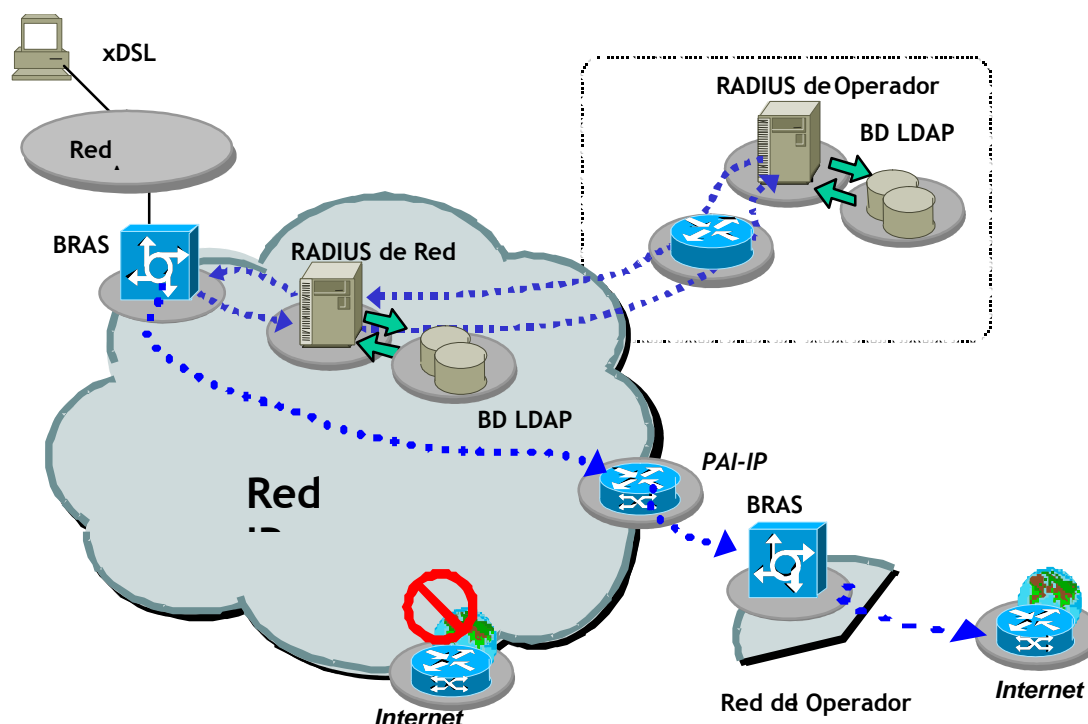 xDSL
RADIUS de Operador
BD LDAP
Red
BRAS
RADIUS de Red
BD LDAP
PAI-IP
Red
BRAS
Internet
Red del Operador
Internet